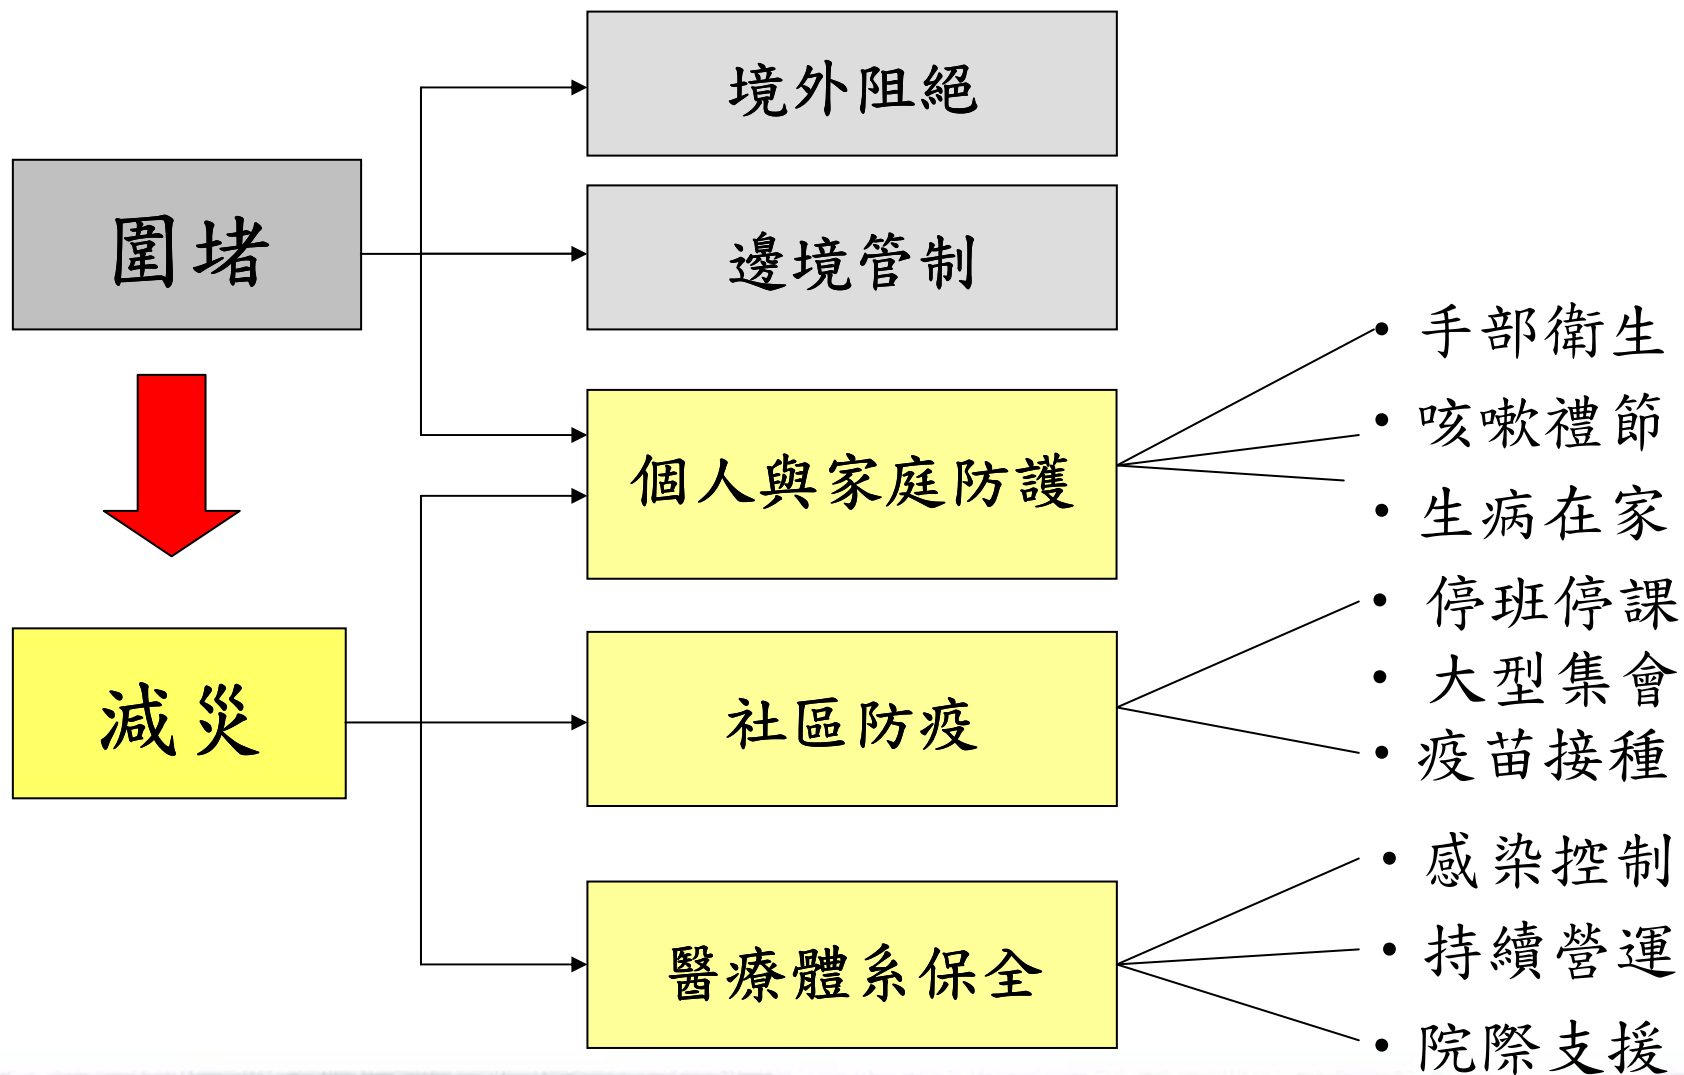 境外阻絕
圍堵
邊境管制
個人與家庭防護
• 手部衛生
• 咳嗽禮節
• 生病在家
減災
社區防疫
• 停班停課
• 大型集會
• 疫苗接種
醫療體系保全
• 感染控制
• 持續營運
• 院際支援